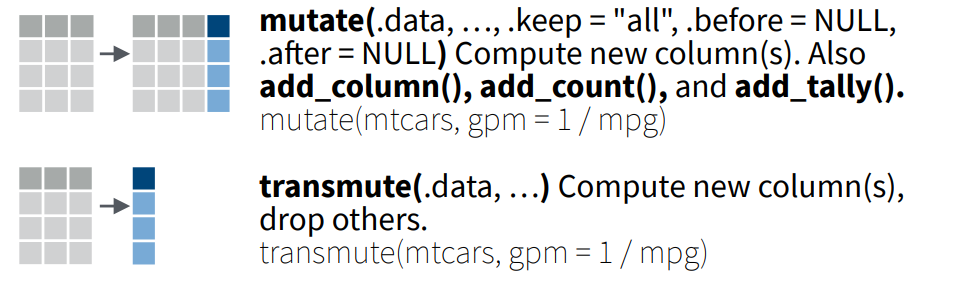 mutate(.data, …, .keep = "all", .before = NULL,
.after = NULL) Compute new column(s). Also
add_column(), add_count(), and add_tally().
mutate(mtcars, gpm = 1 / mpg)
transmute(.data, …) Compute new column(s),
drop others.
transmute(mtcars, gpm = 1 / mpg)